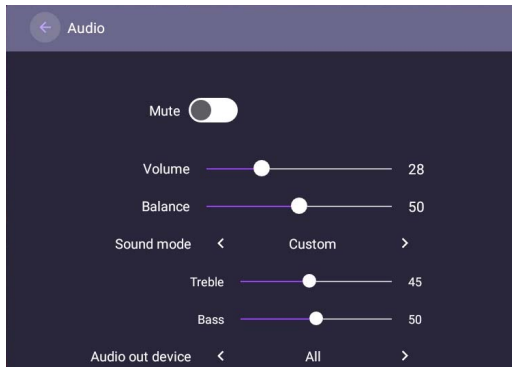 Audio
Mute
Volume 28
Balance 50
Sound mode < Custom >
Treble 45
Bass 50
Audio out device < All >